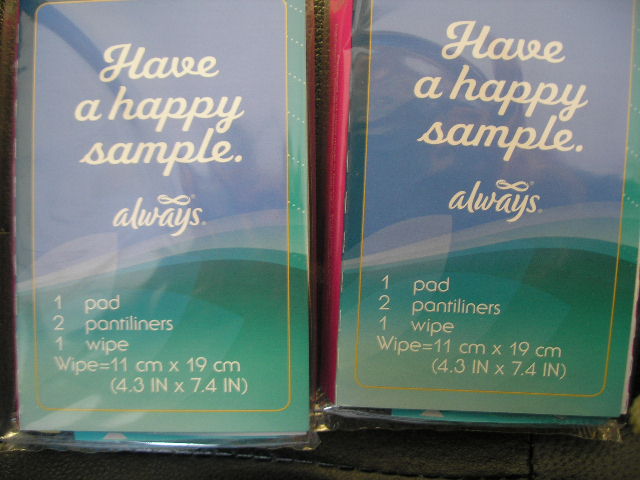 Have
a happy
sample.
always
1 pad
2 pantiliners
1 wipe
Wipe=11 cm x 19 cm
(4.3 IN x 7.4 IN)
Have
a happy
sample.
always
1 pad
2 pantiliners
1 wipe
Wipe=11 cm x 19 cm
(4.3 IN x 7.4 IN)